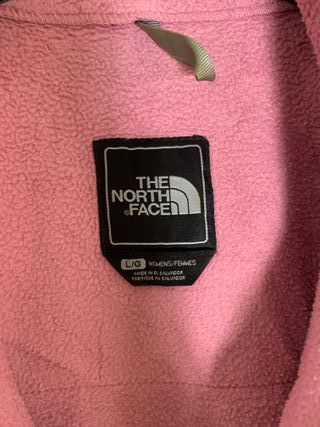 THE
NORTH
FACE
L/G WOMENS/FEMMES
MADE IN EL SALVADOR
FABRIQUE AU SALVADOR